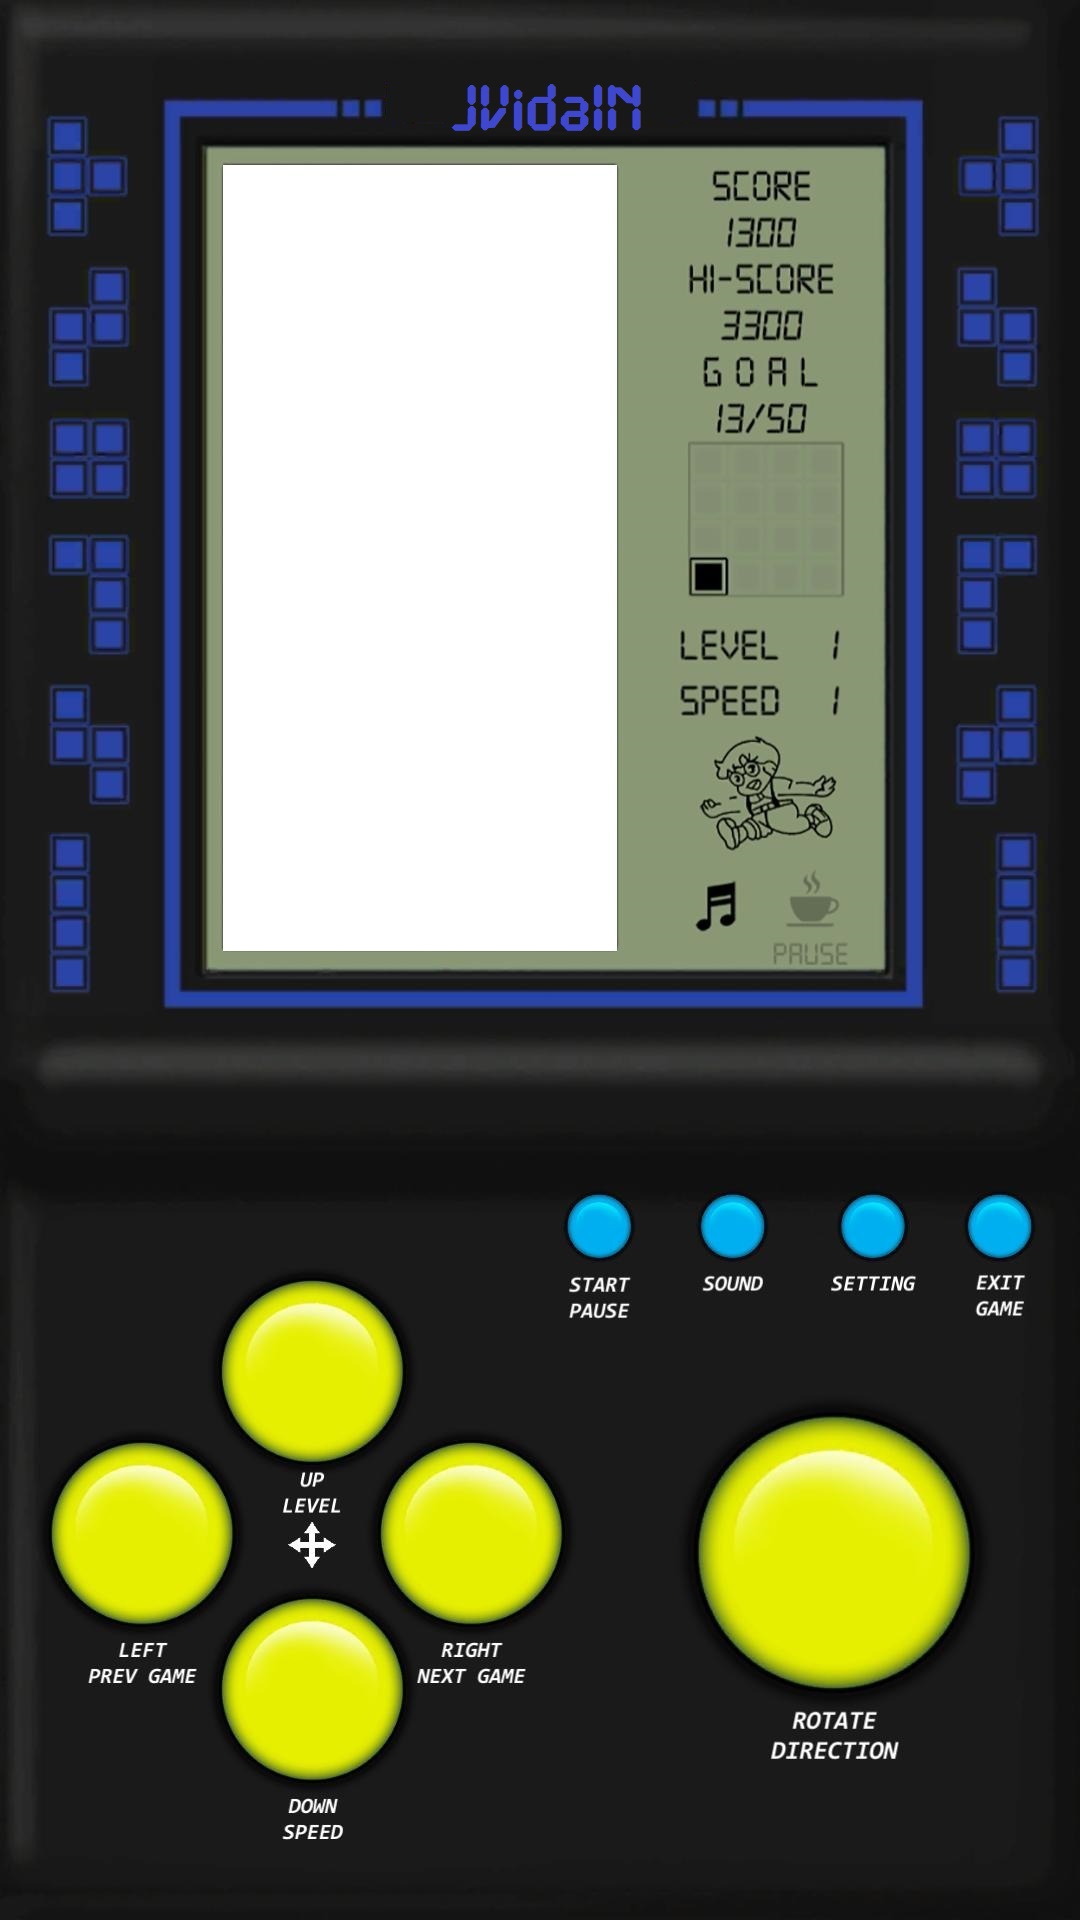 JVidaIN
SCORE
1300
HI-SCORE
3300
GOAL
13/50
LEVEL 1
SPEED 1
PAUSE
START
PAUSE
SOUND
SETTING
EXIT
GAME
UP
LEVEL
LEFT
PREV GAME
RIGHT
NEXT GAME
DOWN
SPEED
ROTATE
DIRECTION